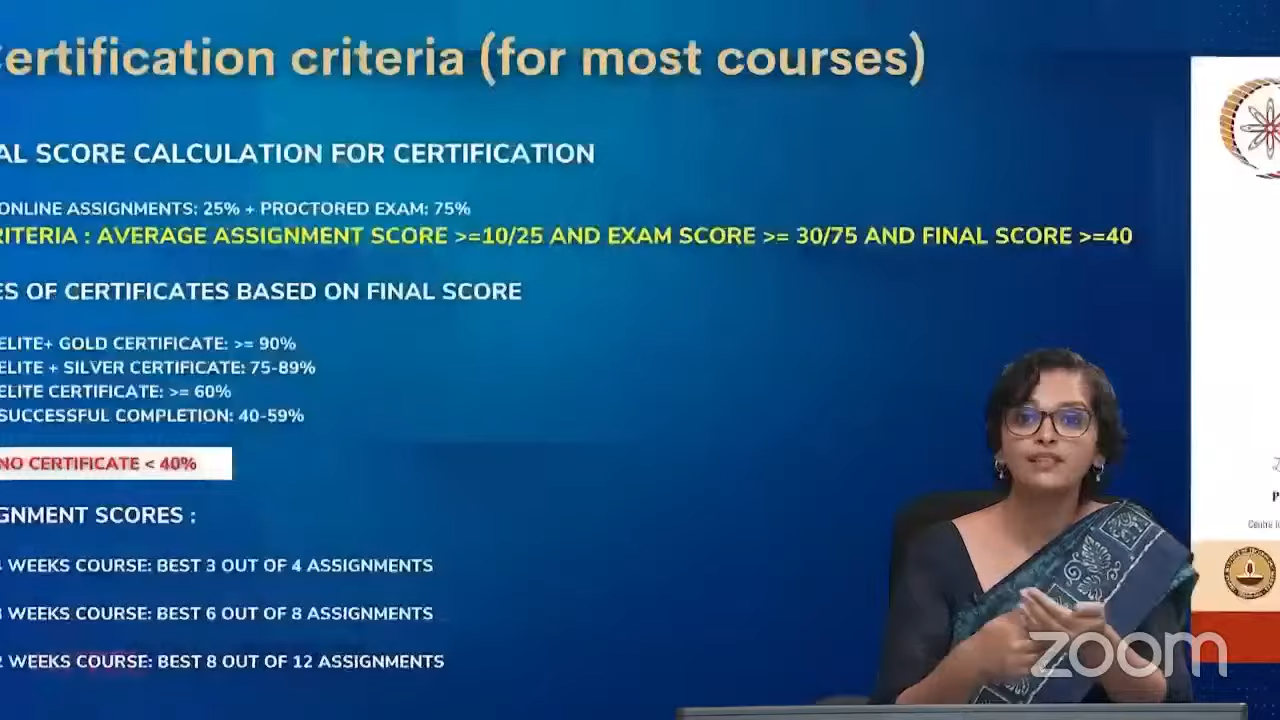 Certification criteria (for most courses)
AL SCORE CALCULATION FOR CERTIFICATION
ONLINE ASSIGNMENTS: 25% + PROCTORED EXAM: 75%
RITERIA : AVERAGE ASSIGNMENT SCORE >=10/25 AND EXAM SCORE >= 30/75 AND FINAL SCORE >=40
ES OF CERTIFICATES BASED ON FINAL SCORE
ELITE+ GOLD CERTIFICATE: >= 90%
ELITE + SILVER CERTIFICATE: 75-89%
ELITE CERTIFICATE: >= 60%
SUCCESSFUL COMPLETION: 40-59%
NO CERTIFICATE < 40%
GNMENT SCORES :
WEEKS COURSE: BEST 3 OUT OF 4 ASSIGNMENTS
WEEKS COURSE: BEST 6 OUT OF 8 ASSIGNMENTS
2 WEEKS COURSE: BEST 8 OUT OF 12 ASSIGNMENTS
P
Centre
zoom